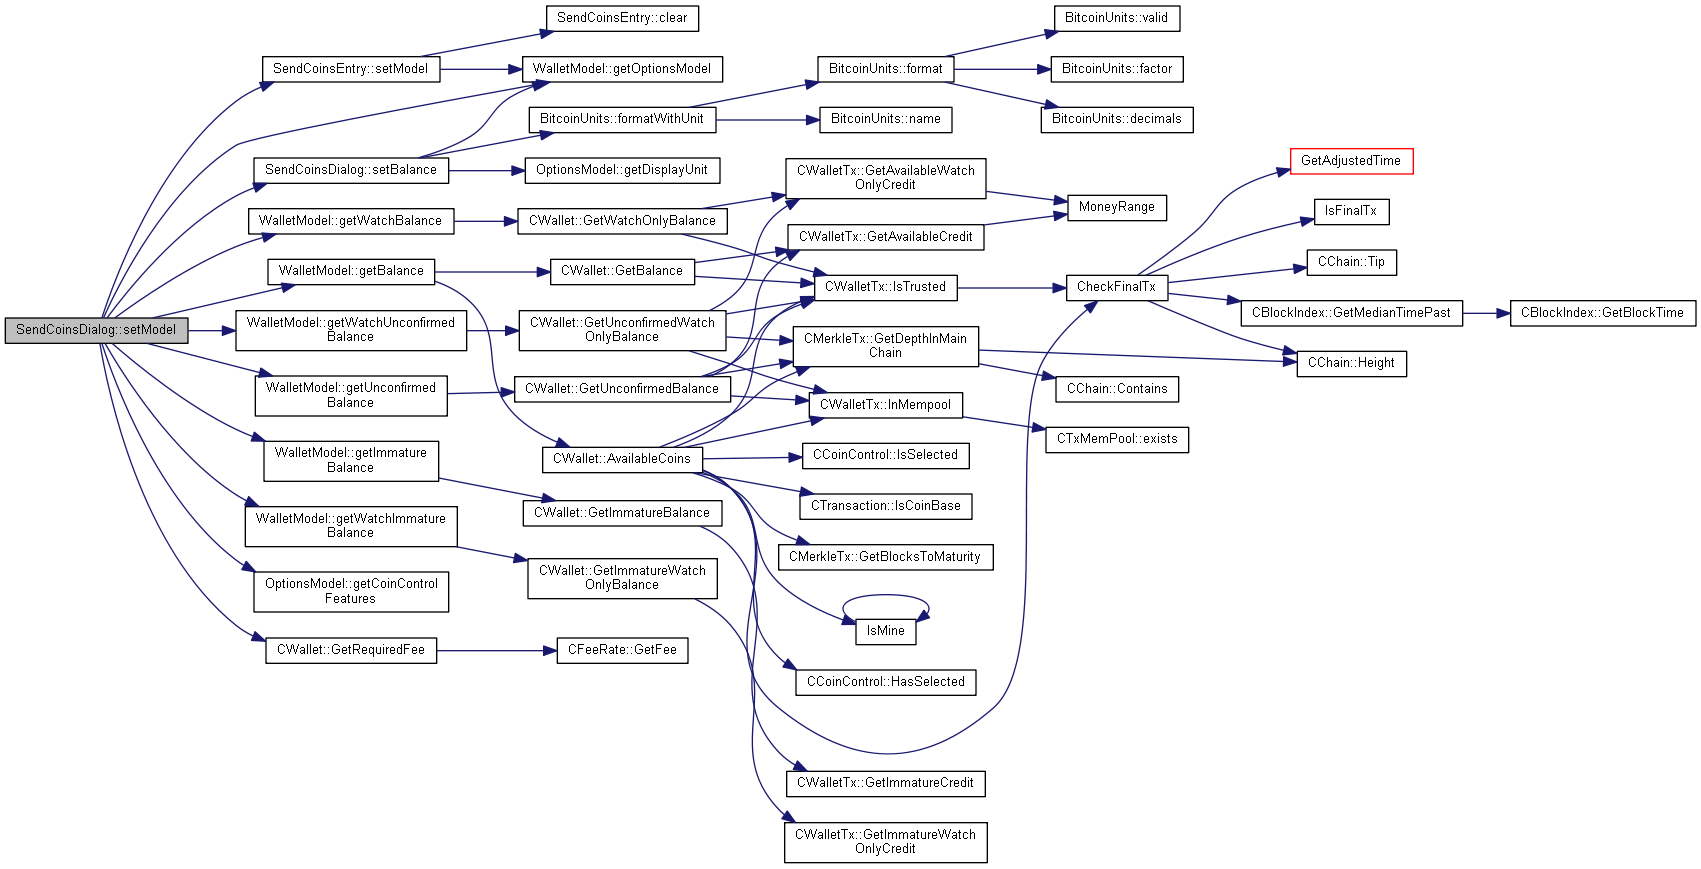 SendCoinsDialog::setModel
SendCoinsEntry::setModel
SendCoinsDialog::setBalance
WalletModel::getWatchBalance
WalletModel::getBalance
WalletModel::getWatchUnconfirmed
Balance
WalletModel::getUnconfirmed
Balance
WalletModel::getImmature
Balance
WalletModel::getWatchImmature
Balance
OptionsModel::getCoinControl
Features
CWallet::GetRequiredFee
SendCoinsEntry::clear
WalletModel::getOptionsModel
BitcoinUnits::formatWithUnit
OptionsModel::getDisplayUnit
CWallet::GetWatchOnlyBalance
CWallet::GetBalance
CWallet::GetUnconfirmedWatch
OnlyBalance
CWallet::GetUnconfirmedBalance
CWallet::AvailableCoins
CWallet::GetImmatureBalance
CWallet::GetImmatureWatch
OnlyBalance
CFeeRate::GetFee
BitcoinUnits::format
BitcoinUnits::name
CWalletTx::GetAvailableWatch
OnlyCredit
CWalletTx::GetAvailableCredit
CWalletTx::IsTrusted
CMerkleTx::GetDepthInMain
Chain
CWalletTx::InMempool
CCoinControl::IsSelected
CTransaction::IsCoinBase
CMerkleTx::GetBlocksToMaturity
IsMine
CCoinControl::HasSelected
CWalletTx::GetImmatureCredit
CWalletTx::GetImmatureWatch
OnlyCredit
BitcoinUnits::valid
BitcoinUnits::factor
BitcoinUnits::decimals
MoneyRange
CheckFinalTx
CChain::Contains
CTxMemPool::exists
GetAdjustedTime
IsFinalTx
CChain::Tip
CBlockIndex::GetMedianTimePast
CChain::Height
CBlockIndex::GetBlockTime